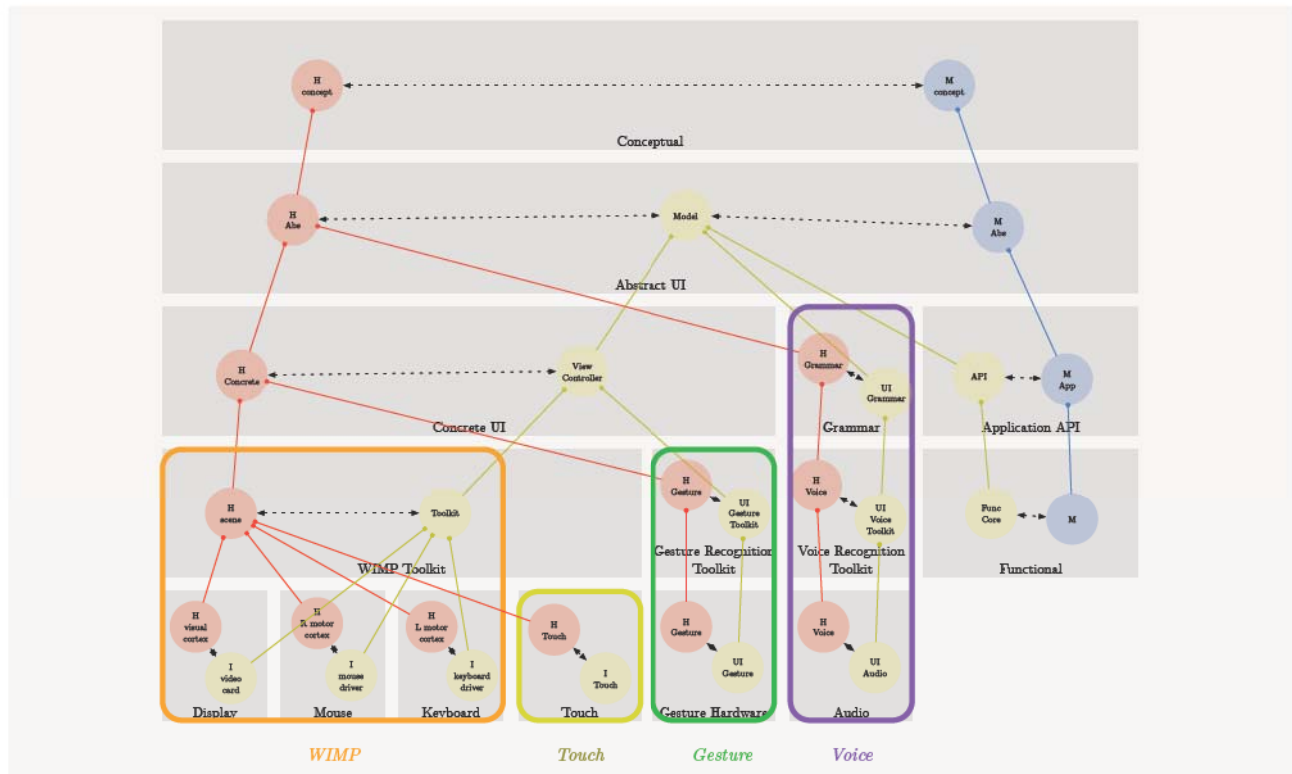 H
concept
M
concept
Conceptual
H
Abs
Model
M
Abs
Abstract UI
H
Concrete
View
Controller
H
Grammar
UI
Grammar
API
M
App
Concrete UI
Grammar
Application API
H
scene
Toolkit
H
Gesture
UI
Gesture
Toolkit
H
Voice
UI
Voice
Toolkit
Func
Core
M
WIMP Toolkit
Gesture Recognition
Toolkit
Voice Recognition
Toolkit
Functional
H
visual
cortex
I
video
card
H
R motor
cortex
I
mouse
driver
H
L motor
cortex
I
keyboard
driver
H
Touch
I
Touch
H
Gesture
UI
Gesture
H
Voice
UI
Audio
Display
Mouse
Keyboard
Touch
Gesture Hardware
Audio
WIMP
Touch
Gesture
Voice